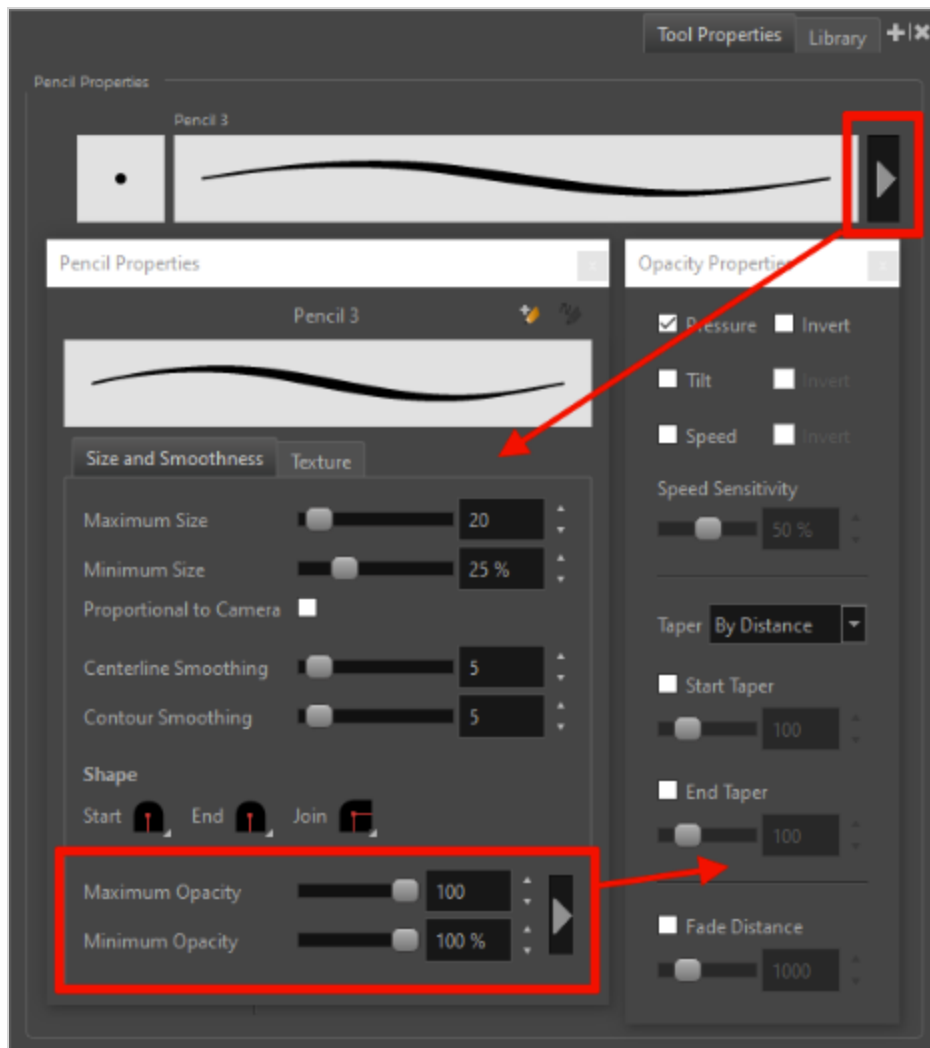 Tool Properties Library
Pencil Properties
Pencil 3
Pencil Properties
Pencil 3
Size and Smoothness Texture
Maximum Size 20
Minimum Size 25 %
Proportional to Camera
Centerline Smoothing 5
Contour Smoothing 5
Shape
Start End Join
Maximum Opacity 100
Minimum Opacity 100 %
Opacity Properties
Pressure Invert
Tilt Invert
Speed Invert
Speed Sensitivity
50 %
Taper By Distance
Start Taper
100
End Taper
100
Fade Distance
1000